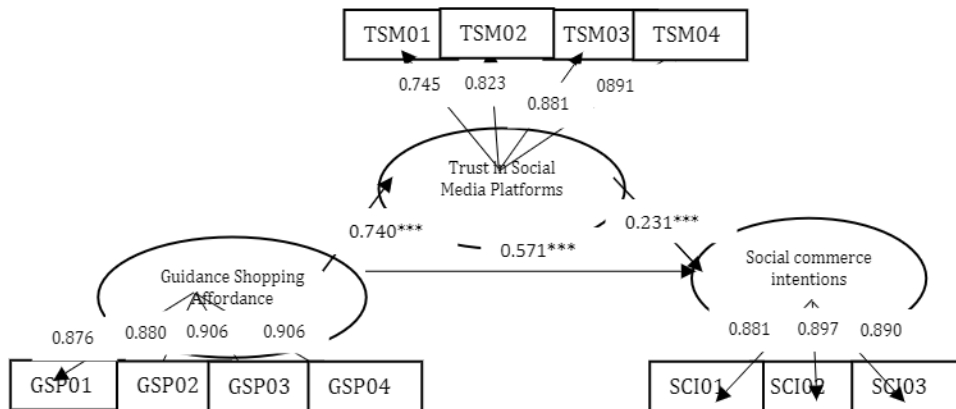 TSM01 TSM02 TSM03 TSM04
0.745 0.823 0.881 0891
Trust in Social
Media Platforms
0.740*** 0.571*** 0.231***
Guidance Shopping
Affordance
Social commerce
intentions
0.876 0.880 0.906 0.906
0.881 0.897 0.890
GSP01 GSP02 GSP03 GSP04
SCI01 SCI02 SCI03